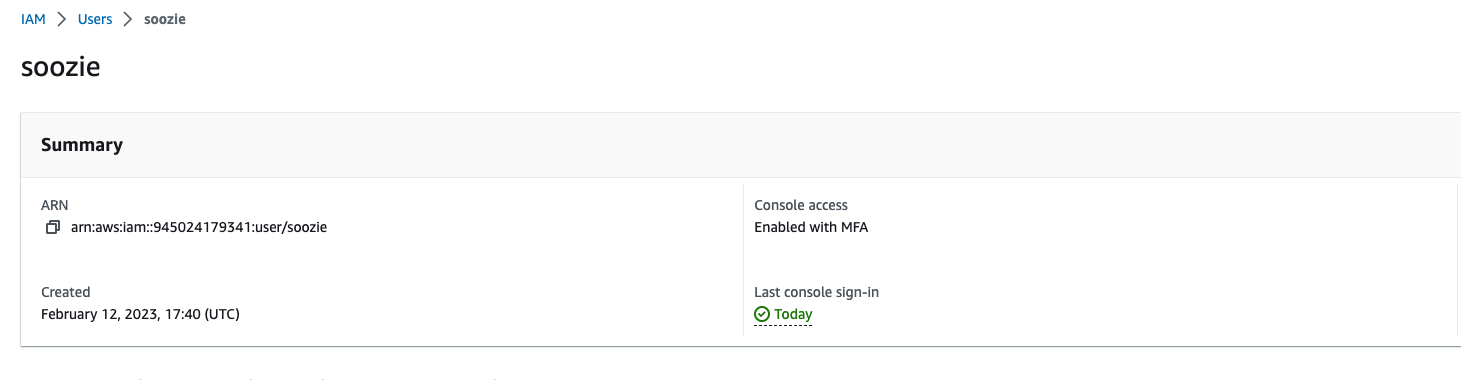 IAM > Users > soozie
soozie
Summary
ARN
arn:aws:iam::945024179341:user/soozie
Created
February 12, 2023, 17:40 (UTC)
Console access
Enabled with MFA
Last console sign-in
Today